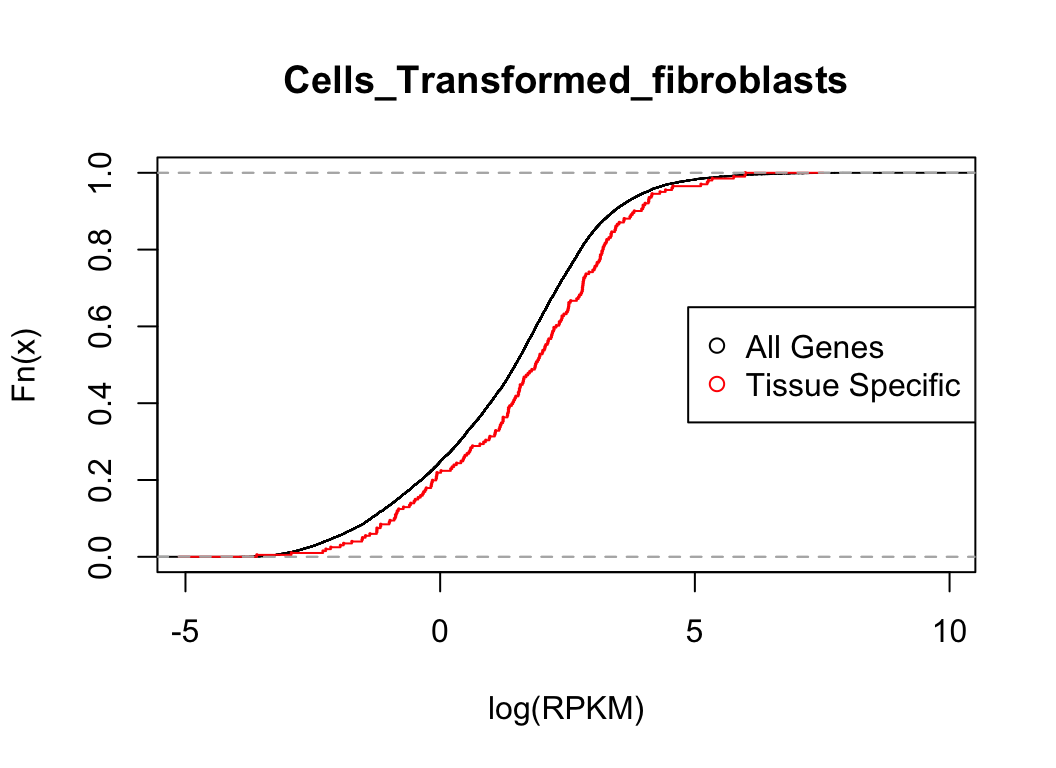 Cells_Transformed_fibroblasts
Fn(x)
1.0
0.8
0.6
0.4
0.2
0.0
All Genes
Tissue Specific
-5 0 5 10
log(RPKM)